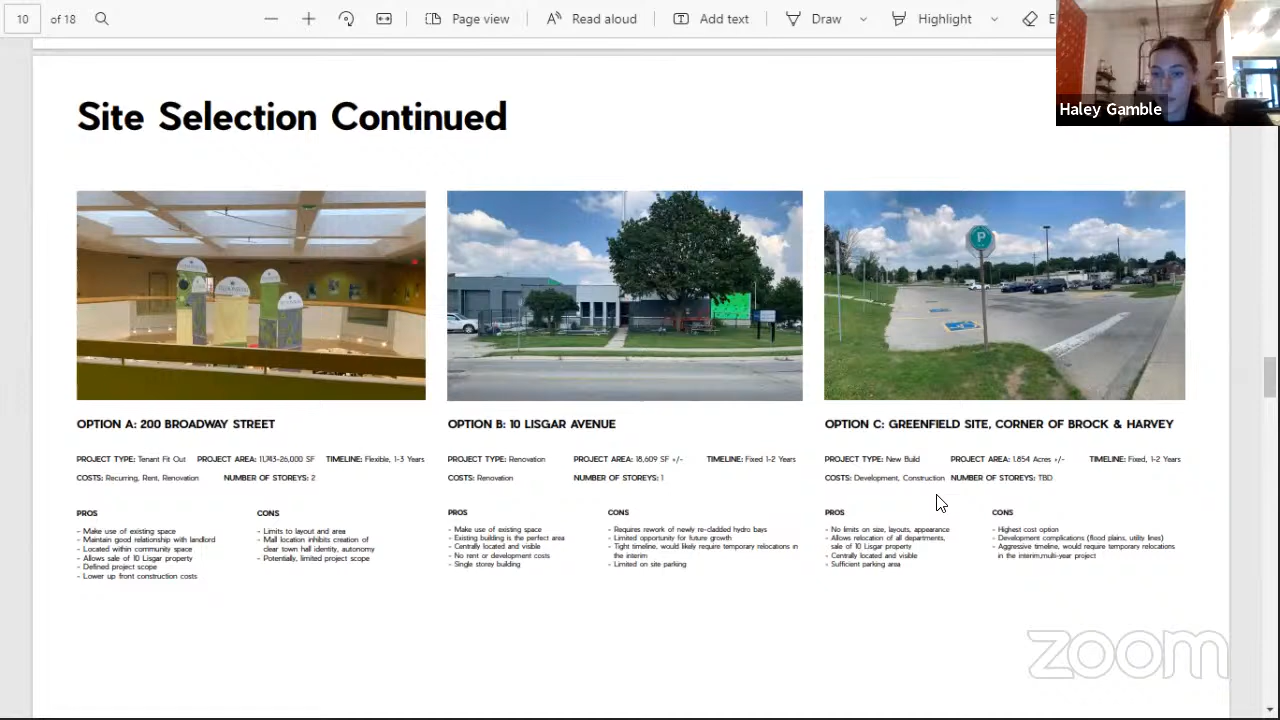 10 of 18 Page view Read aloud Add text Draw Highlight
Haley Gamble
Site Selection Continued
P
OPTION A: 200 BROADWAY STREET
PROJECT TYPE: Tenant Fit Out PROJECT AREA: 11,743-26,000 SF TIMELINE: Flexible, 1-3 Years
COSTS: Recurring, Rent, Renovation NUMBER OF STOREYS: 2
PROS
- Make use of existing space
- Maintain good relationship with landlord
- Located within community space
- Allows sale of 10 Lisgar property
- Defined project scope
- Lower up front construction costs
CONS
- Limits to layout and area
- Mall location inhibits creation of
clear town hall identity, autonomy
- Potentially, limited project scope
OPTION B: 10 LISGAR AVENUE
PROJECT TYPE: Renovation PROJECT AREA: 18,609 SF +/- TIMELINE: Fixed 1-2 Years
COSTS: Renovation NUMBER OF STOREYS: 1
PROS
- Make use of existing space
- Existing building is the perfect area
- Centrally located and visible
- No rent or development costs
- Single storey building
CONS
- Requires rework of newly re-cladded hydro bays
- Limited opportunity for future growth
- Tight timeline, would likely require temporary relocations in
the interim
- Limited on site parking
OPTION C: GREENFIELD SITE, CORNER OF BROCK & HARVEY
PROJECT TYPE: New Build PROJECT AREA: 1.854 Acres +/- TIMELINE: Fixed, 1-2 Years
COSTS: Development, Construction NUMBER OF STOREYS: TBD
PROS
- No limits on size, layouts, appearance
- Allows relocation of all departments,
sale of 10 Lisgar property
- Centrally located and visible
- Sufficient parking area
CONS
- Highest cost option
- Development complications (flood plains, utility lines)
- Aggressive timeline, would require temporary relocations
in the interim,multi-year project
zoom